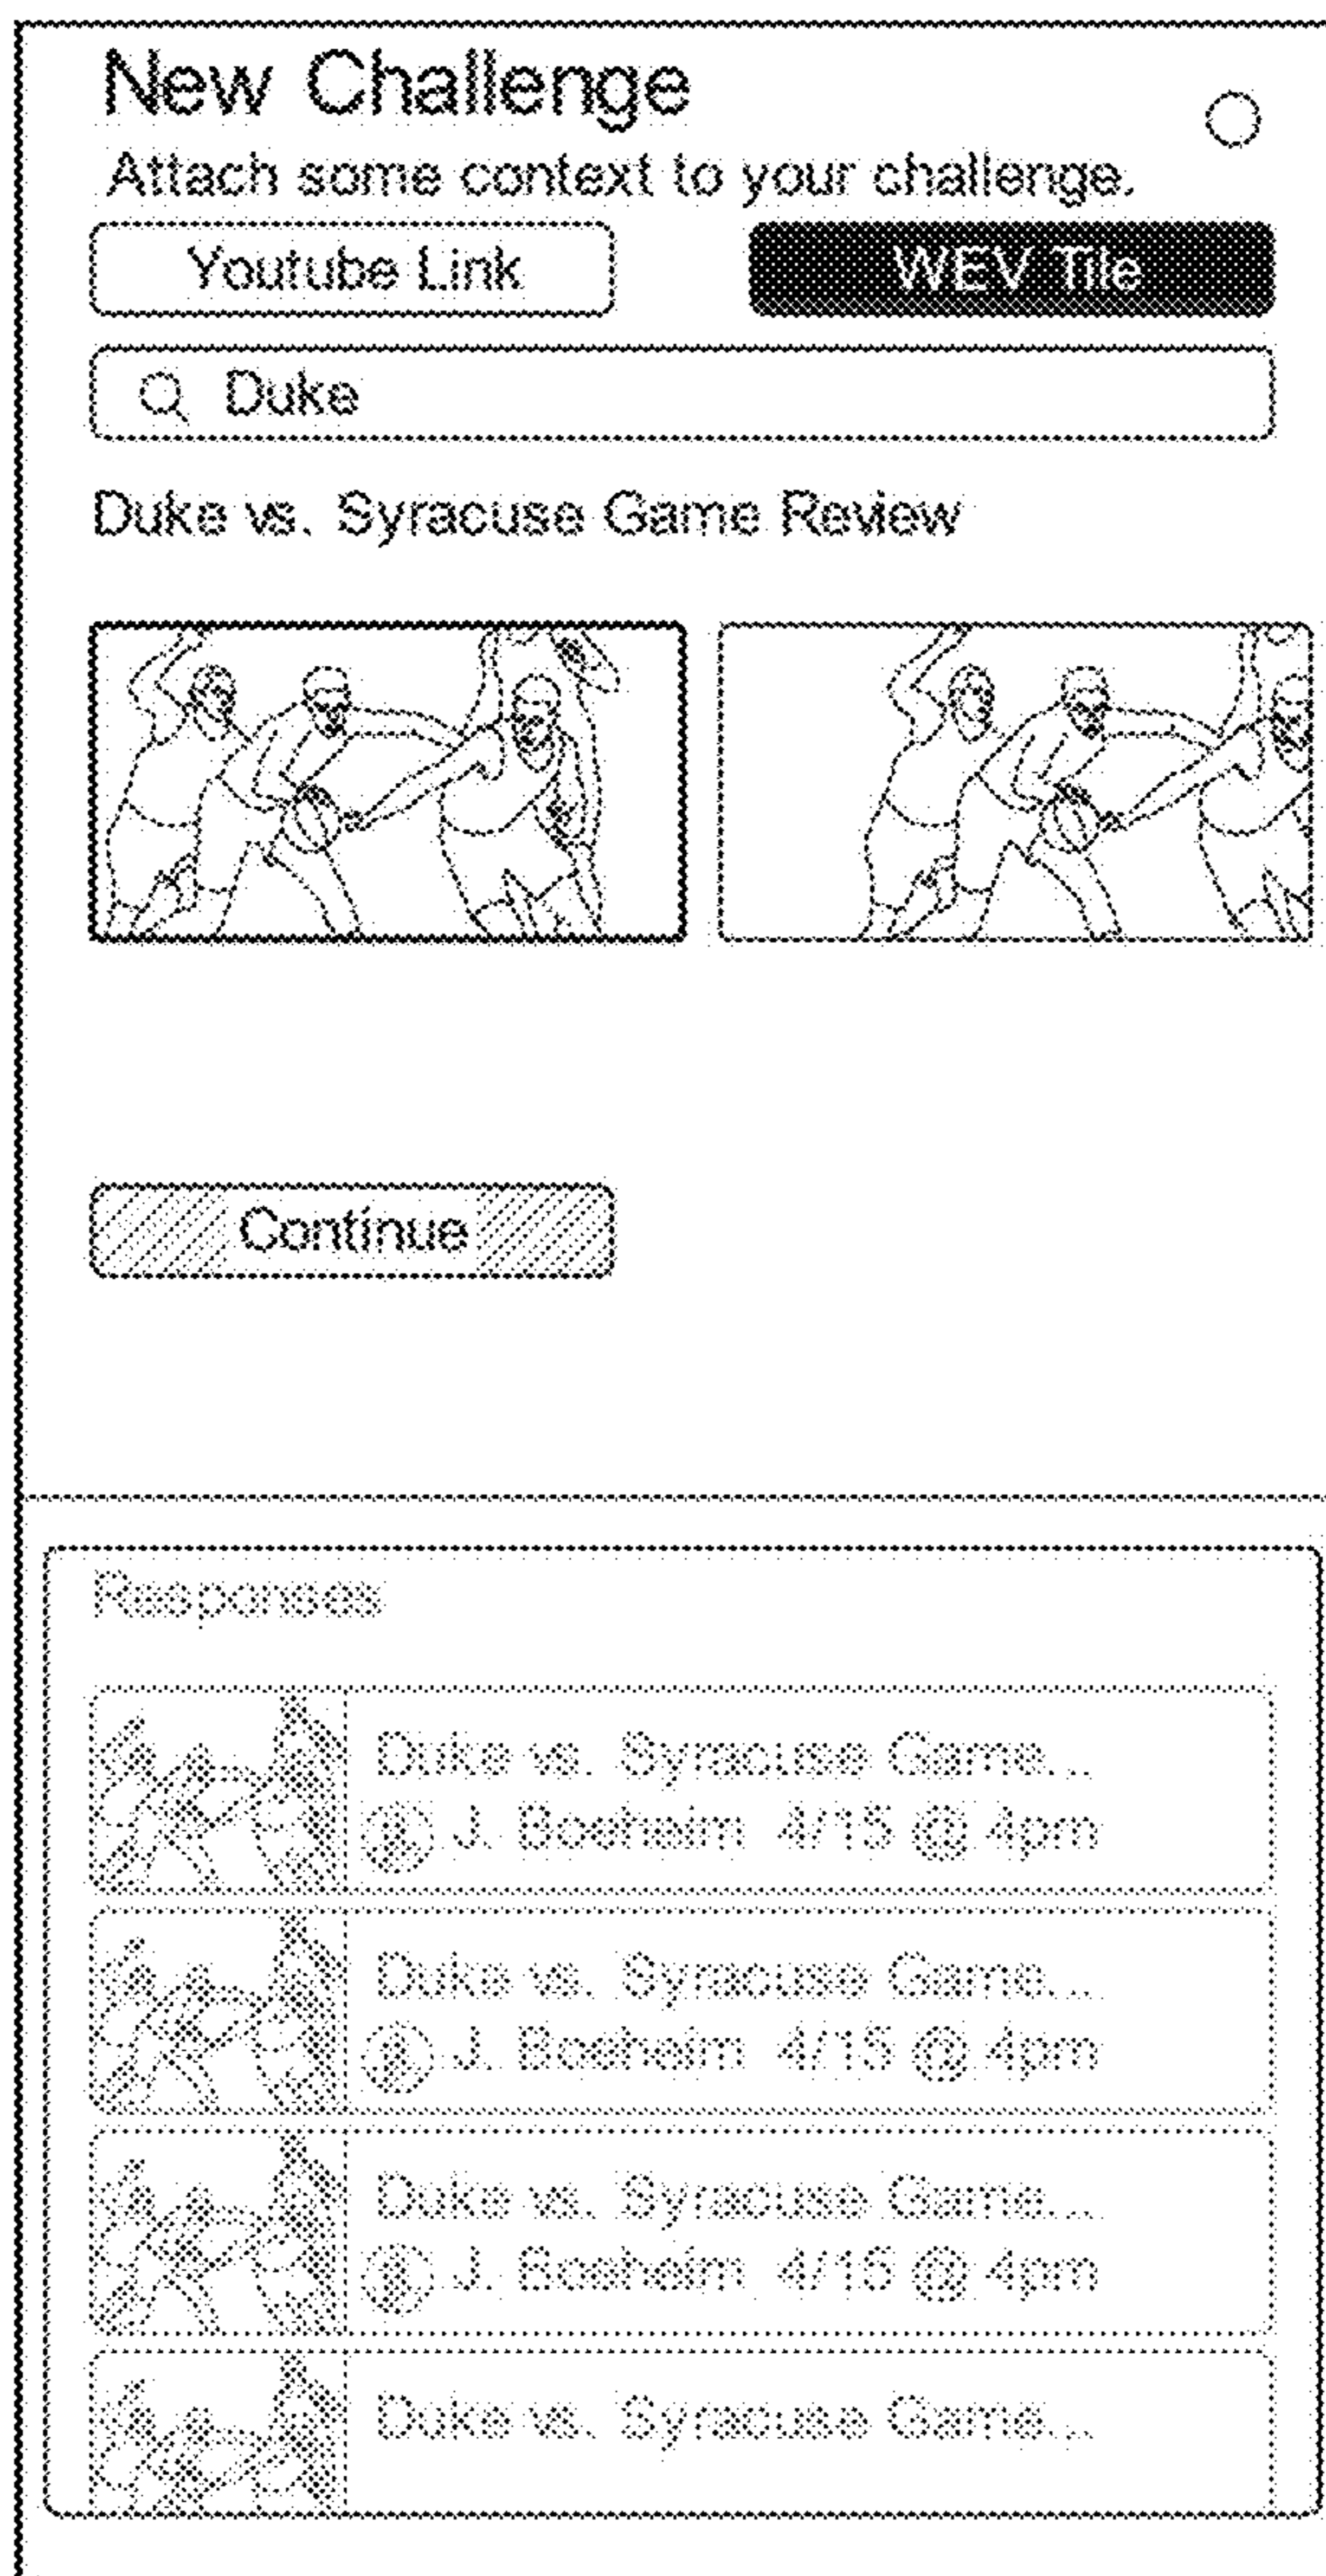 New Challenge
Attach some context to your challenge.
Youtube Link
WEV Tile
Duke
Duke vs. Syracuse Game Review
Continue
Responses
Duke vs. Syracuse Game...
J. Boeheim 4/15 @ 4pm
Duke vs. Syracuse Game...
J. Boeheim 4/15 @ 4pm
Duke vs. Syracuse Game...
J. Boeheim 4/15 @ 4pm
Duke vs. Syracuse Game...